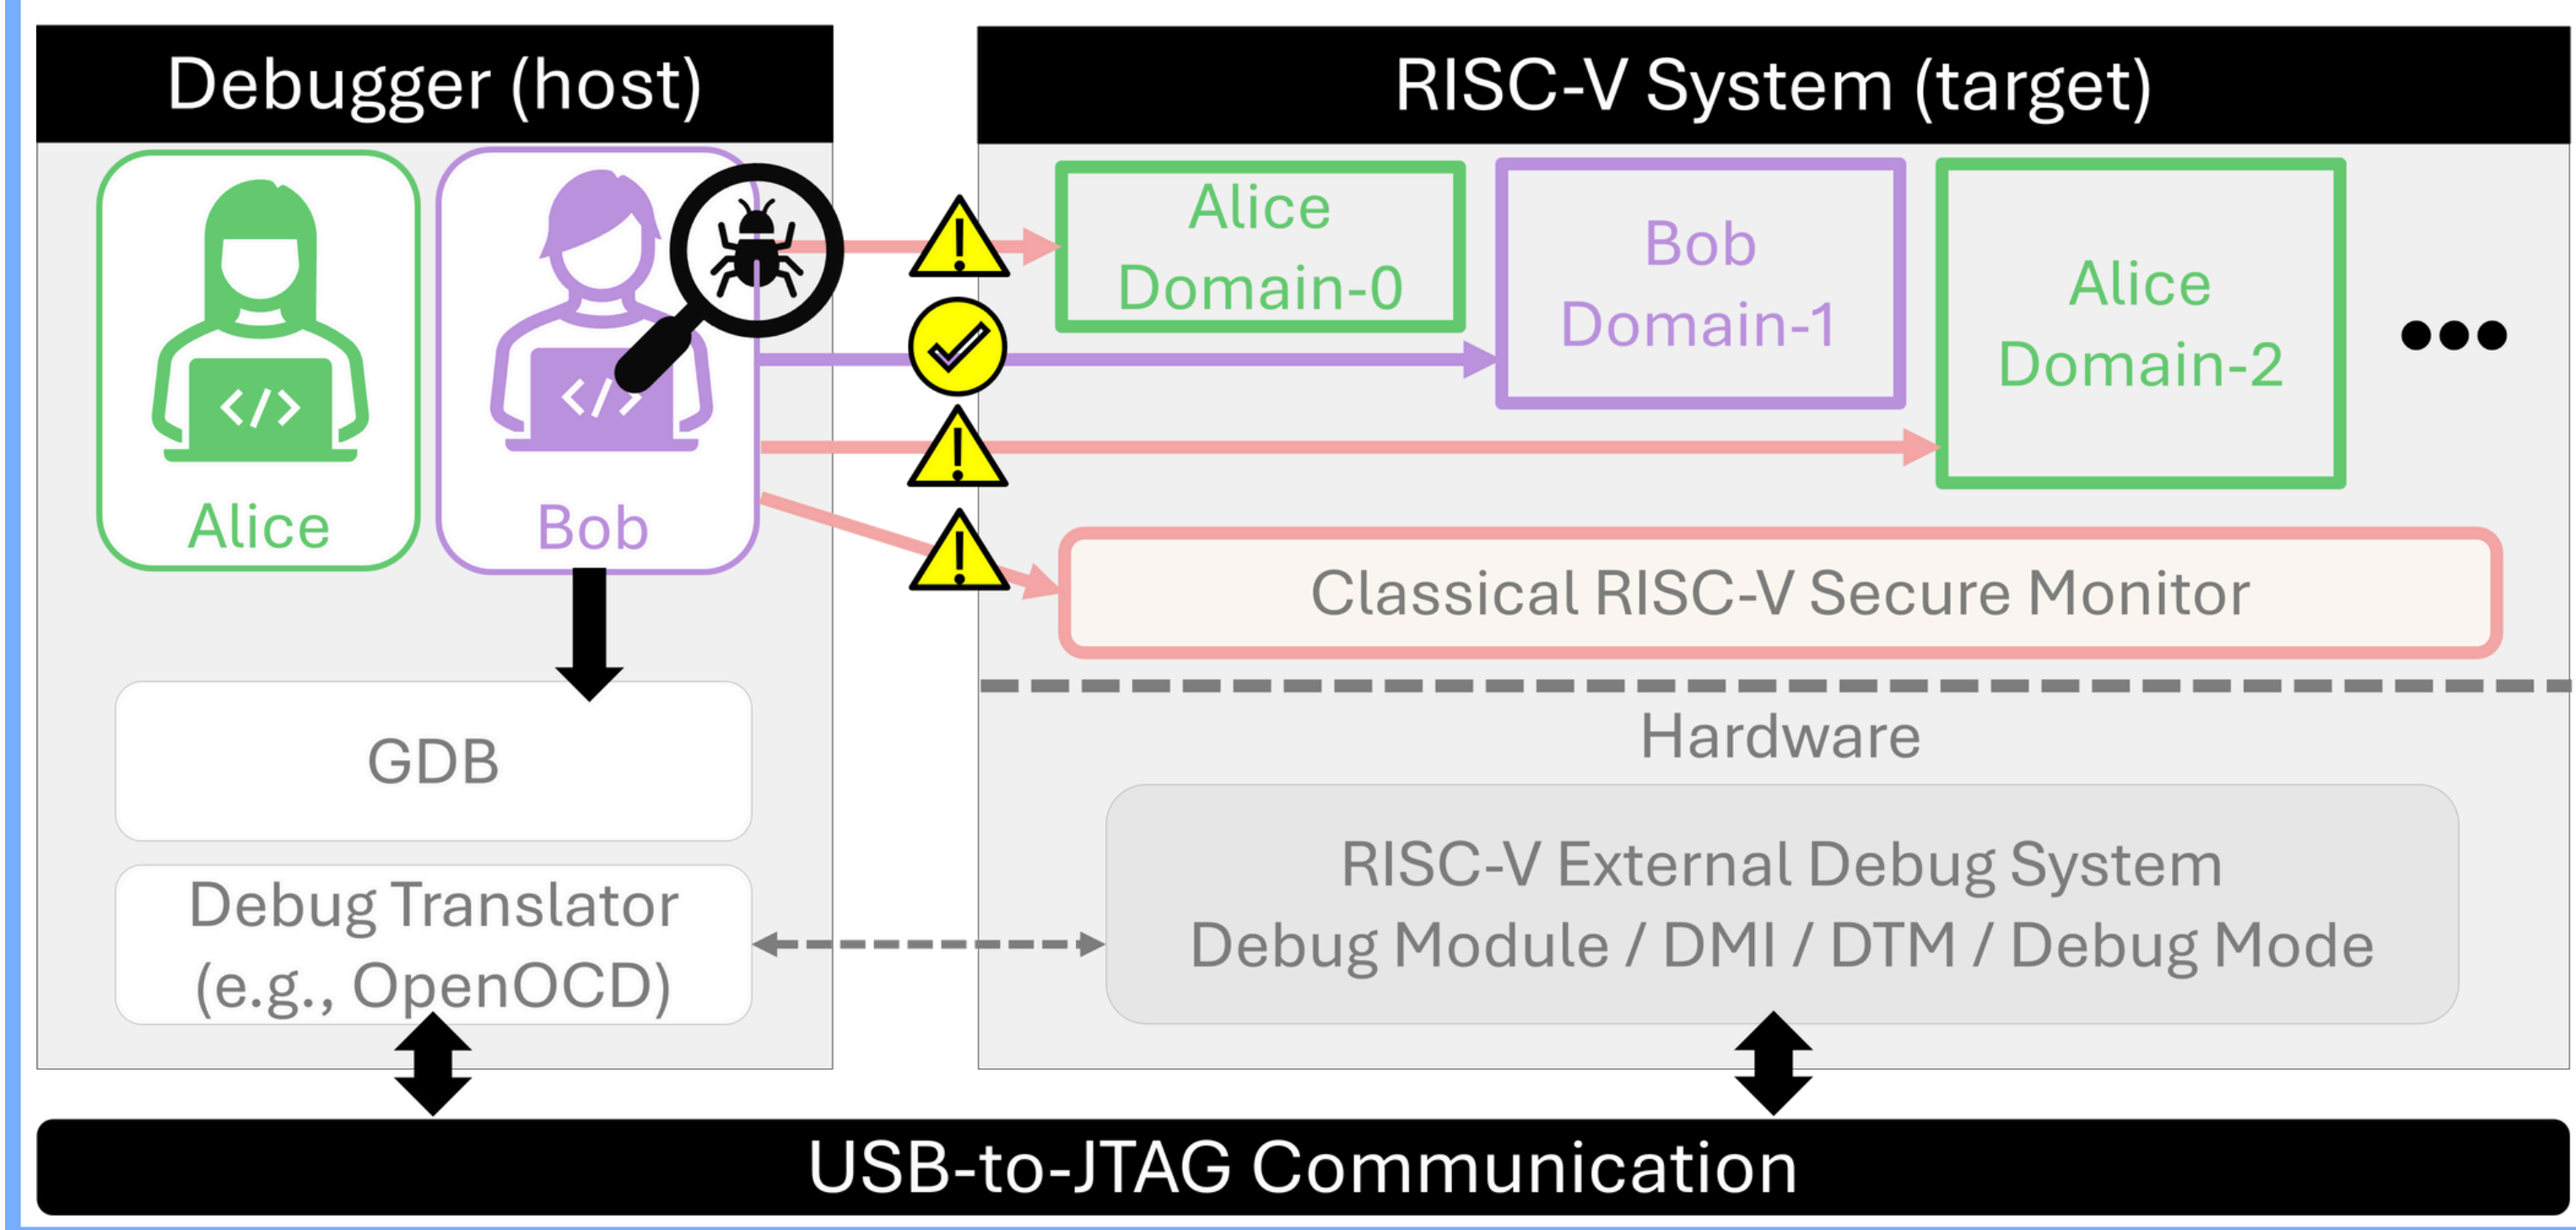 Debugger (host)
RISC-V System (target)
</>
Alice
</>
Bob
Alice
Domain-0
Bob
Domain-1
Alice
Domain-2
Classical RISC-V Secure Monitor
Hardware
GDB
Debug Translator
(e.g., OpenOCD)
RISC-V External Debug System
Debug Module / DMI / DTM / Debug Mode
USB-to-JTAG Communication